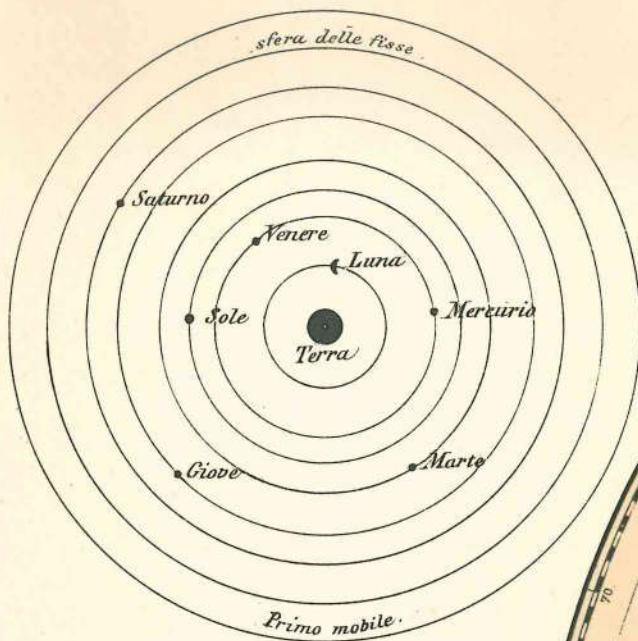 sfera delle fisse
Saturno
Venere
Luna
Sole
Mercurio
Terra
Giove
Marte
Primo mobile.
70